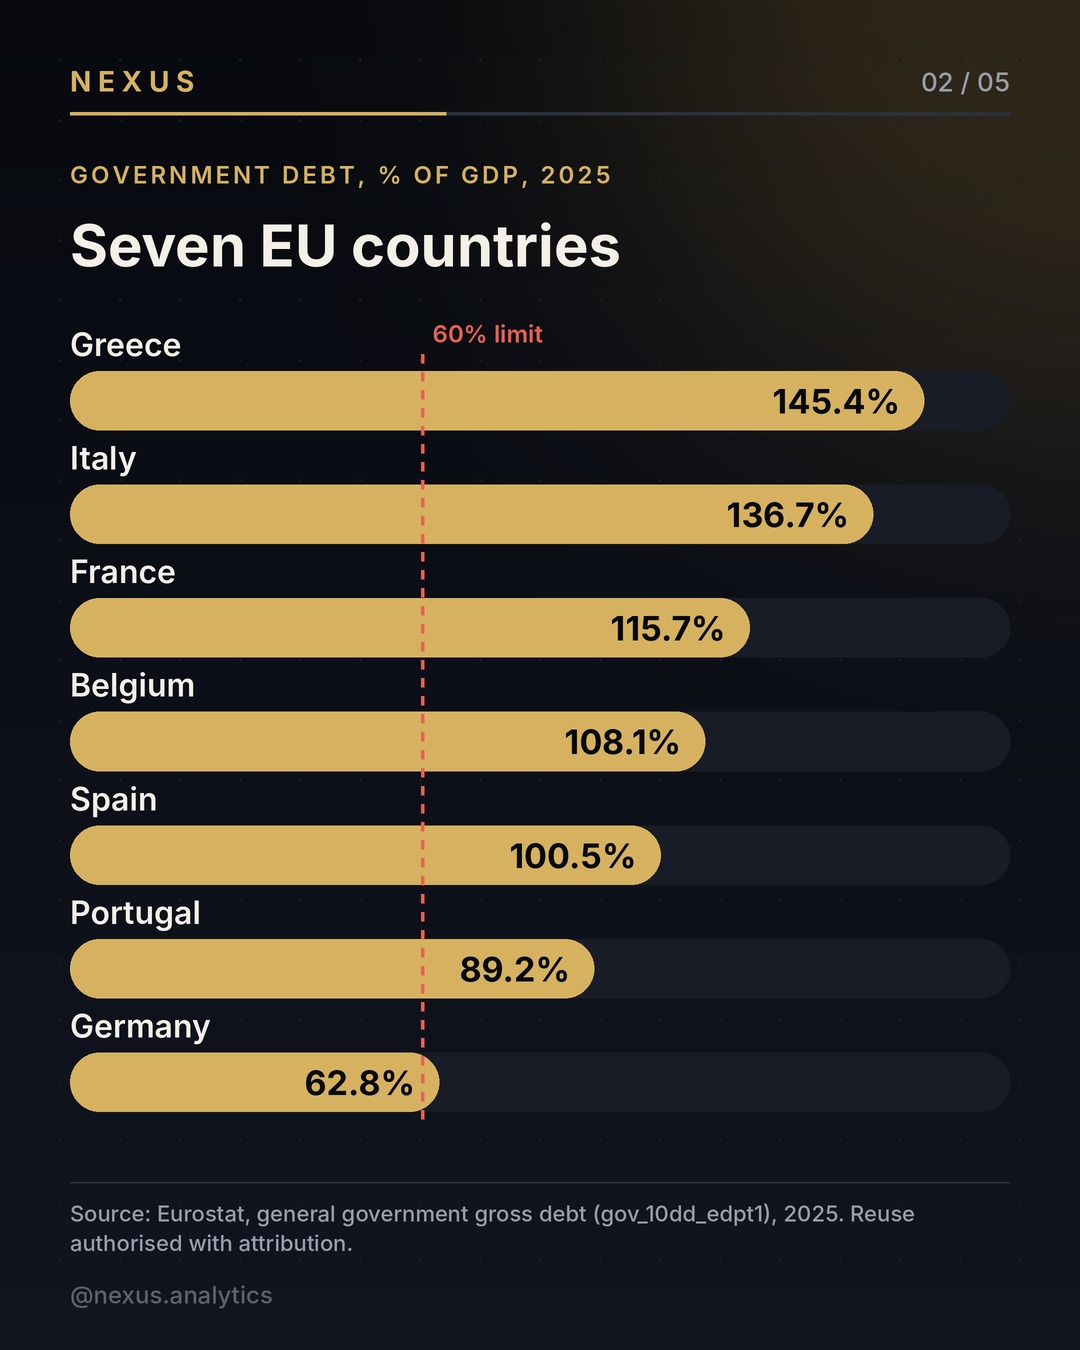 NEXUS
02 / 05
GOVERNMENT DEBT, % OF GDP, 2025
Seven EU countries
60% limit
Greece
145.4%
Italy
136.7%
France
115.7%
Belgium
108.1%
Spain
100.5%
Portugal
89.2%
Germany
62.8%
Source: Eurostat, general government gross debt (gov_10dd_edpt1), 2025. Reuse
authorised with attribution.
@nexus.analytics